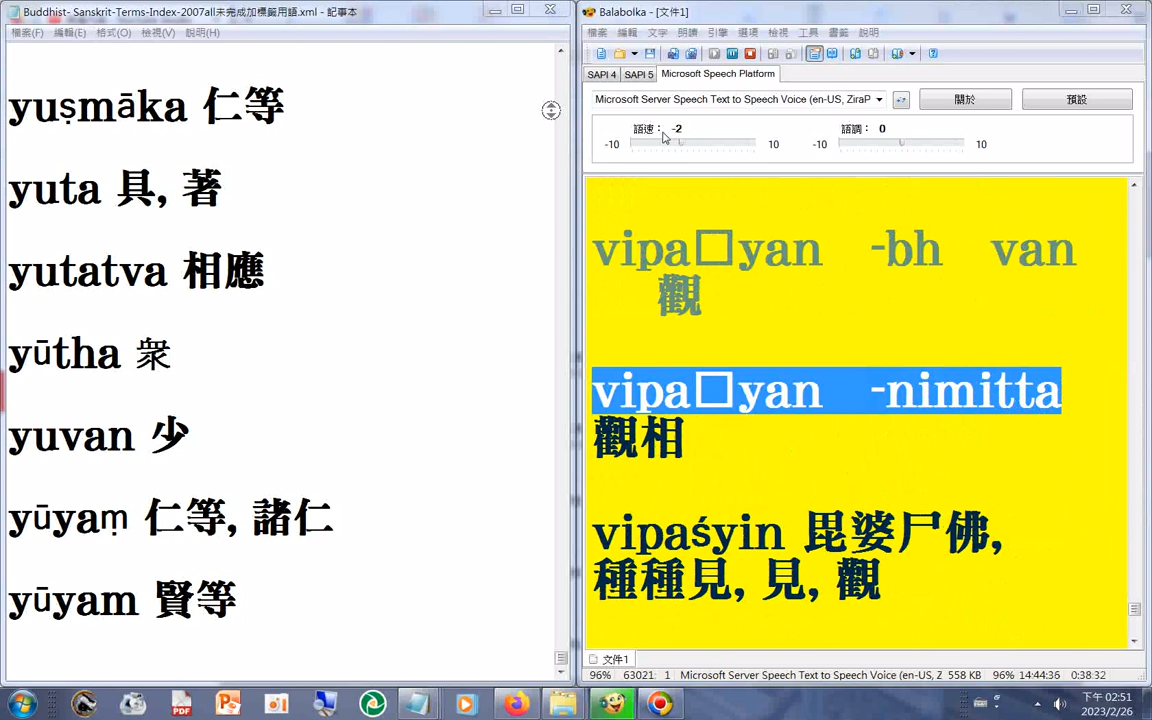 Buddhist- Sanskrit-Terms-Index-2007all未完成加標籤用語.xml - 記事本
檔案(F) 編輯(E) 格式(O) 檢視(V) 說明(H)
yuṣmāka 仁等
yuta 具, 著
yutatva 相應
yūtha 衆
yuvan 少
yūyaṃ 仁等, 諸仁
yūyam 賢等
Balabolka - [文件1]
檔案 編輯 文字 朗讀 引擎 選項 檢視 工具 書籤 說明
SAPI 4 SAPI 5 Microsoft Speech Platform
Microsoft Server Speech Text to Speech Voice (en-US, ZiraP
關於 預設
語速： -2 語調： 0
-10 10 -10 10
vipa□yan -bh van
觀
vipa□yan -nimitta
觀相
vipaśyin 毘婆尸佛,
種種見, 見, 觀
文件1
96% 63021: 1 Microsoft Server Speech Text to Speech Voice (en-US, Z 558 KB 96% 14:44:36 0:38:32
PDF
下午 02:51
2023/2/26